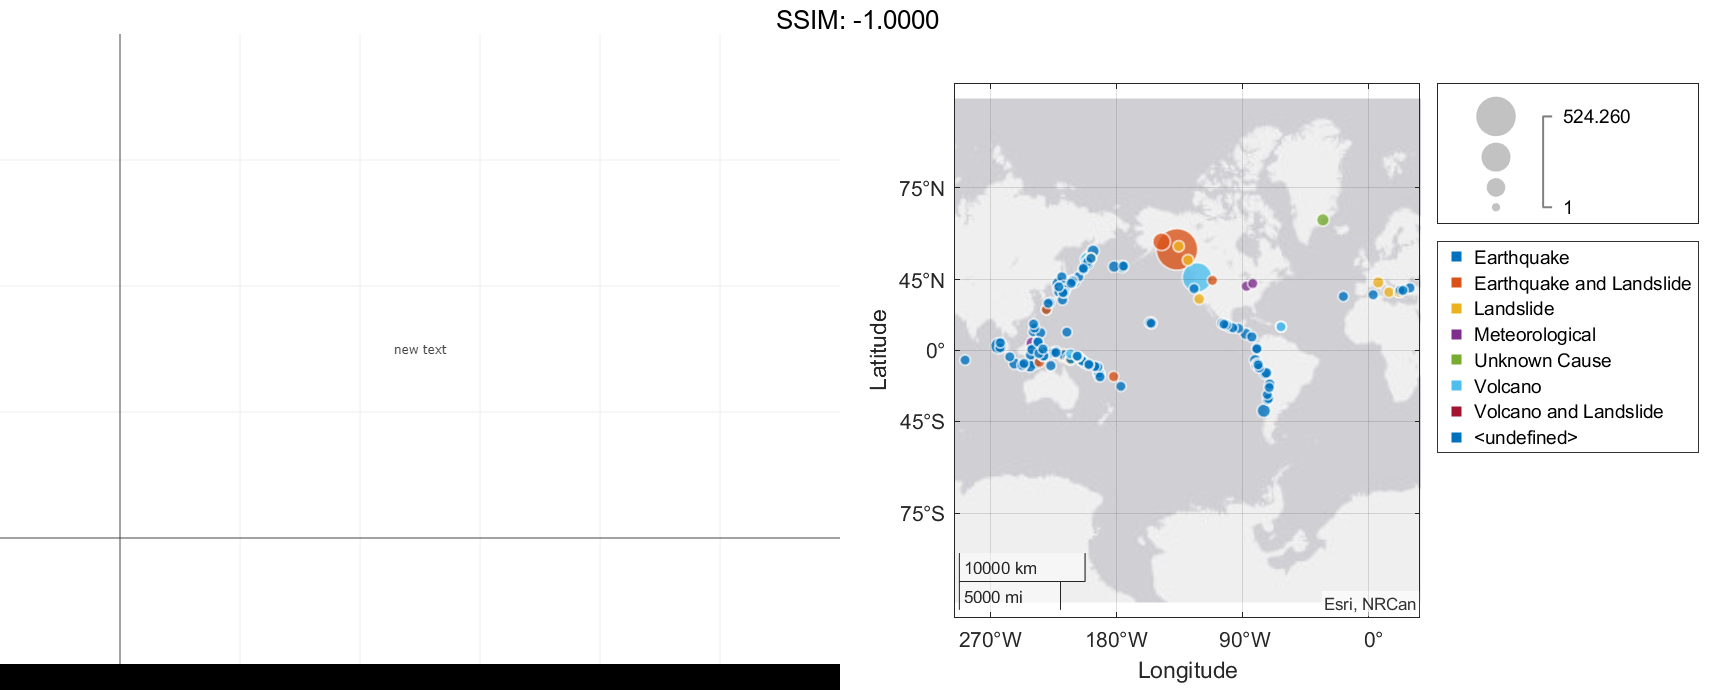 SSIM: -1.0000
new text
75°N
45°N
0°
45°S
75°S
Latitude
10000 km
5000 mi
Esri, NRCan
270°W 180°W 90°W 0°
Longitude
524.260
1
Earthquake
Earthquake and Landslide
Landslide
Meteorological
Unknown Cause
Volcano
Volcano and Landslide
<undefined>